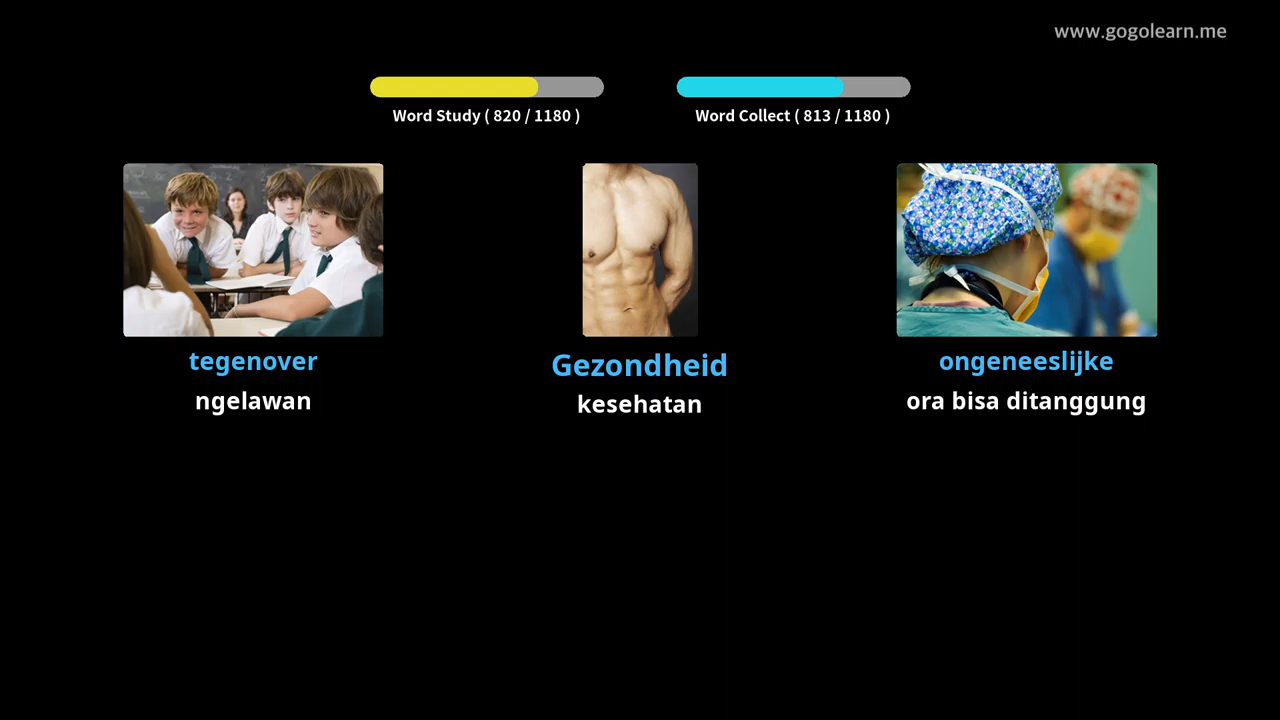 www.gogolearn.me
Word Study ( 820 / 1180 )
Word Collect ( 813 / 1180 )
tegenover
ngelawan
Gezondheid
kesehatan
ongeneeslijke
ora bisa ditanggung